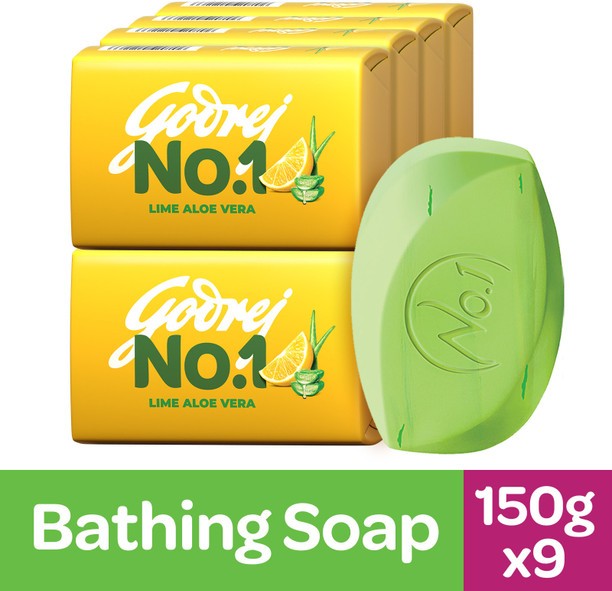 Godrej
No.1
LIME ALOE VERA
Godrej
No.1
LIME ALOE VERA
No.1
Bathing Soap
150g
x9